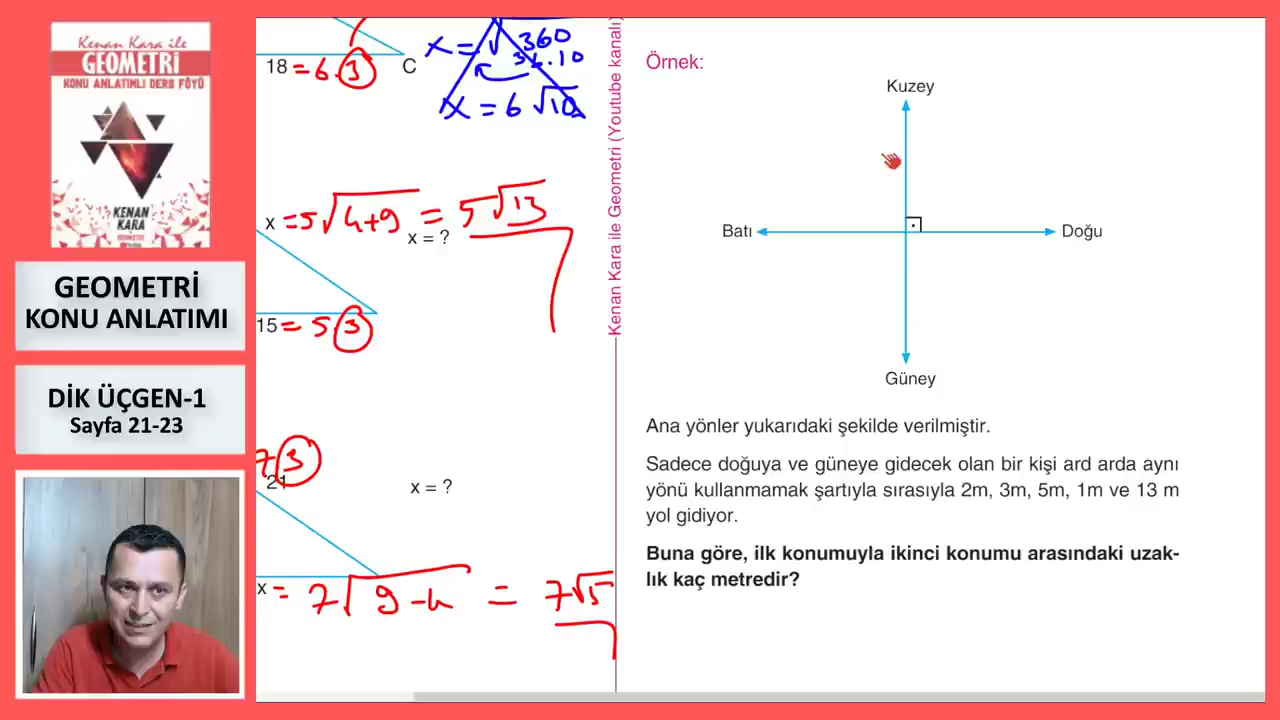 Kenan Kara ile
GEOMETRİ
KONU ANLATIMLI DERS FÖYÜ
KENAN
KARA
GEOMETRİ
KONU ANLATIMI
DİK ÜÇGEN-1
Sayfa 21-23
18 = 6.3
C
x = √360
36.10
x = 6√10
x = 5√4+9 = 5√13
x = ?
15 = 5.3
7.3
21
x = ?
x = 7√9-4 = 7√5
Kenan Kara ile Geometri (Youtube kanalı)
Örnek:
Kuzey
Batı
Doğu
Güney
Ana yönler yukarıdaki şekilde verilmiştir.
Sadece doğuya ve güneye gidecek olan bir kişi ard arda aynı
yönü kullanmamak şartıyla sırasıyla 2m, 3m, 5m, 1m ve 13 m
yol gidiyor.
Buna göre, ilk konumuyla ikinci konumu arasındaki uzak-
lık kaç metredir?